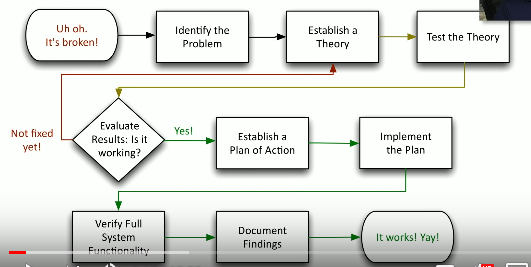 Uh oh.
It's broken!
Identify the
Problem
Establish a
Theory
Test the Theory
Not fixed
yet!
Evaluate
Results: Is it
working?
Yes!
Establish a
Plan of Action
Implement
the Plan
Verify Full
System
Functionality
Document
Findings
It works! Yay!